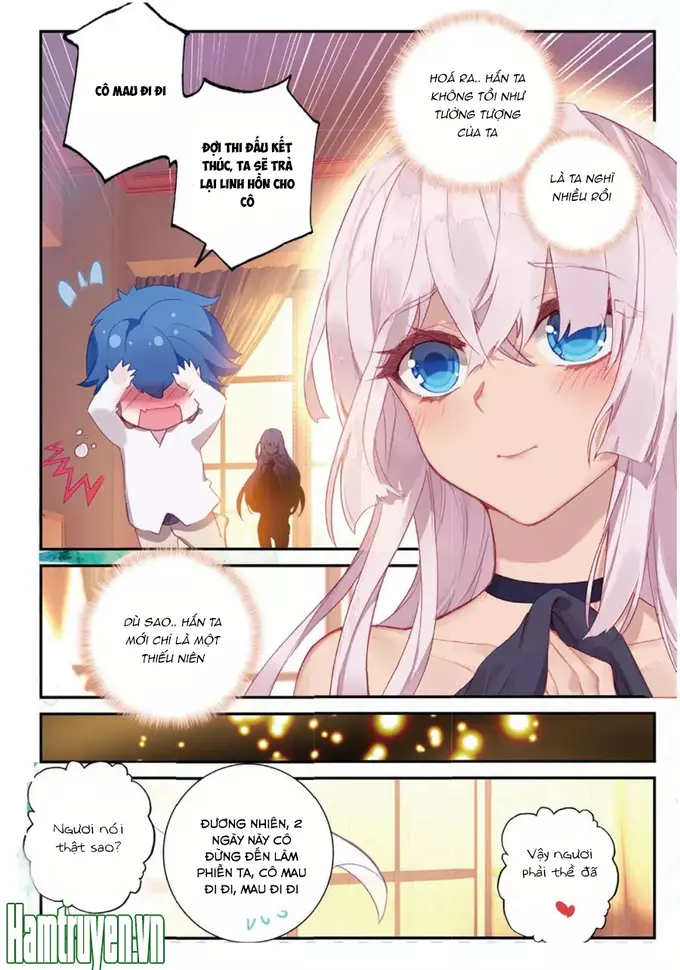 CÔ MAU ĐI ĐI
ĐỢI THI ĐẤU KẾT
THÚC, TA SẼ TRẢ
LẠI LINH HỒN CHO
CÔ
HOÁ RA.. HẮN TA
KHÔNG TỒI NHƯ
TƯỞNG TƯỢNG
CỦA TA
LÀ TA NGHĨ
NHIỀU RỒI
DÙ SAO.. HẮN TA
MỚI CHỈ LÀ MỘT
THIẾU NIÊN
Ngươi nói
thật sao?
ĐƯƠNG NHIÊN, 2
NGÀY NÀY CÔ
ĐỪNG ĐẾN LÀM
PHIỀN TA, CÔ MAU
ĐI ĐI, MAU ĐI ĐI
Vậy ngươi
phải thề đã
Hamtruyen.vn